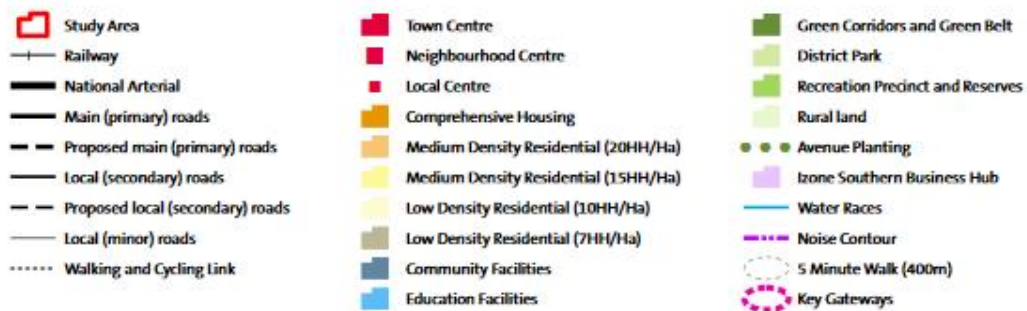 Study Area
Railway
National Arterial
Main (primary) roads
Proposed main (primary) roads
Local (secondary) roads
Proposed local (secondary) roads
Local (minor) roads
Walking and Cycling Link
Town Centre
Neighbourhood Centre
Local Centre
Comprehensive Housing
Medium Density Residential (20HH/Ha)
Medium Density Residential (15HH/Ha)
Low Density Residential (10HH/Ha)
Low Density Residential (7HH/Ha)
Community Facilities
Education Facilities
Green Corridors and Green Belt
District Park
Recreation Precinct and Reserves
Rural land
Avenue Planting
Izone Southern Business Hub
Water Races
Noise Contour
5 Minute Walk (400m)
Key Gateways